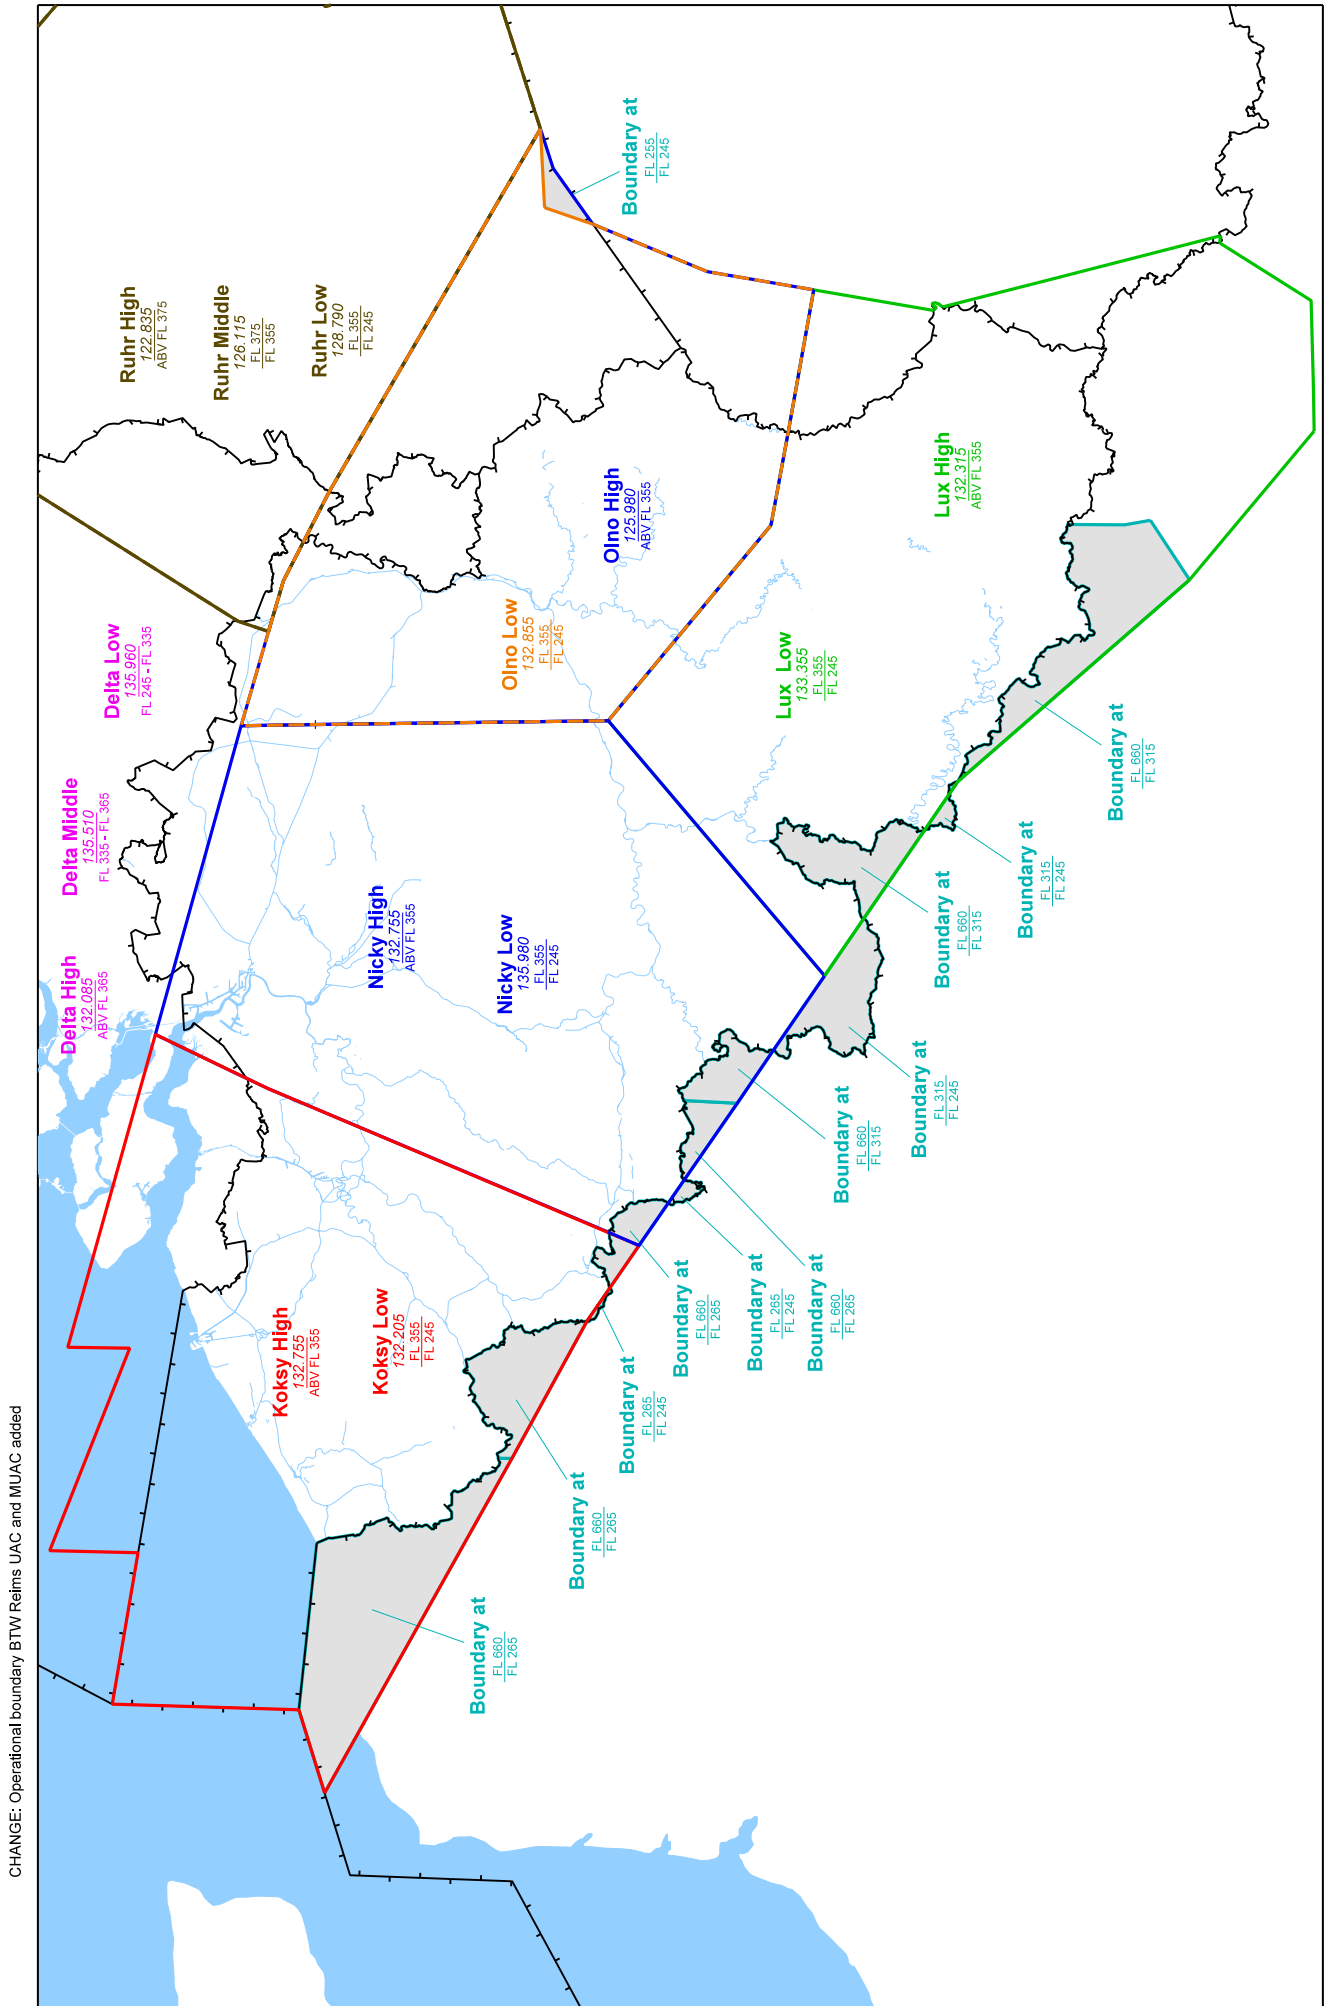 CHANGE: Operational boundary BTW Reims UAC and MUAC added
Delta High
132.085
ABV FL 365
Delta Middle
135.510
FL 335 - FL 365
Delta Low
135.960
FL 245 - FL 335
Ruhr High
122.835
ABV FL 375
Ruhr Middle
126.115
FL 375
FL 355
Ruhr Low
128.790
FL 355
FL 245
Koksy High
132.755
ABV FL 355
Koksy Low
132.205
FL 355
FL 245
Nicky High
132.755
ABV FL 355
Nicky Low
135.980
FL 355
FL 245
Olno Low
132.855
FL 355
FL 245
Olno High
125.980
ABV FL 355
Lux Low
133.355
FL 355
FL 245
Lux High
132.315
ABV FL 355
Boundary at
FL 255
FL 245
Boundary at
FL 660
FL 265
Boundary at
FL 660
FL 265
Boundary at
FL 265
FL 245
Boundary at
FL 660
FL 265
Boundary at
FL 265
FL 245
Boundary at
FL 660
FL 265
Boundary at
FL 660
FL 315
Boundary at
FL 315
FL 245
Boundary at
FL 660
FL 315
Boundary at
FL 315
FL 245
Boundary at
FL 660
FL 315